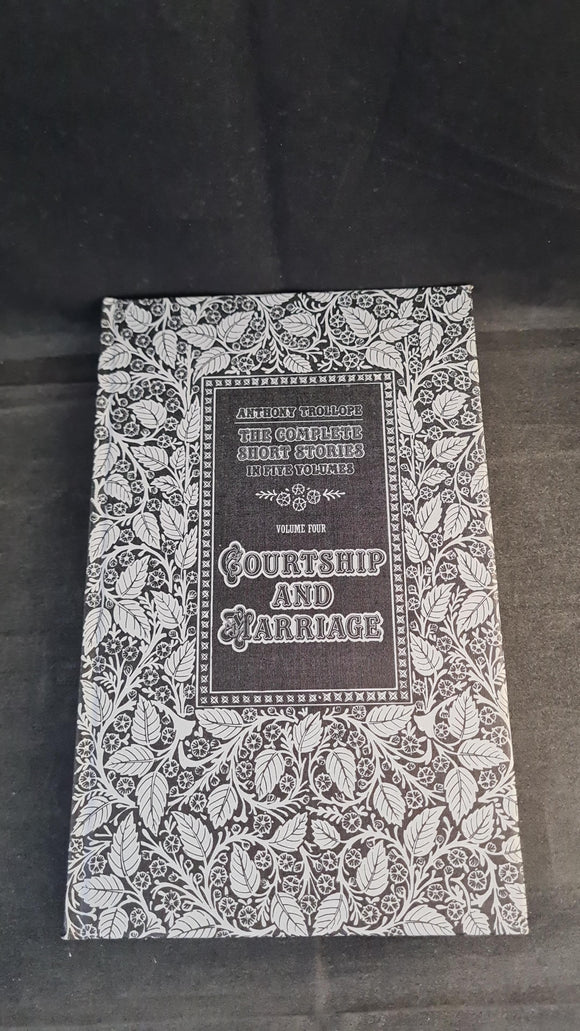 ANTHONY TROLLOPE
THE COMPLETE
SHORT STORIES
IN FIVE VOLUMES
VOLUME FOUR
COURTSHIP
AND
MARRIAGE